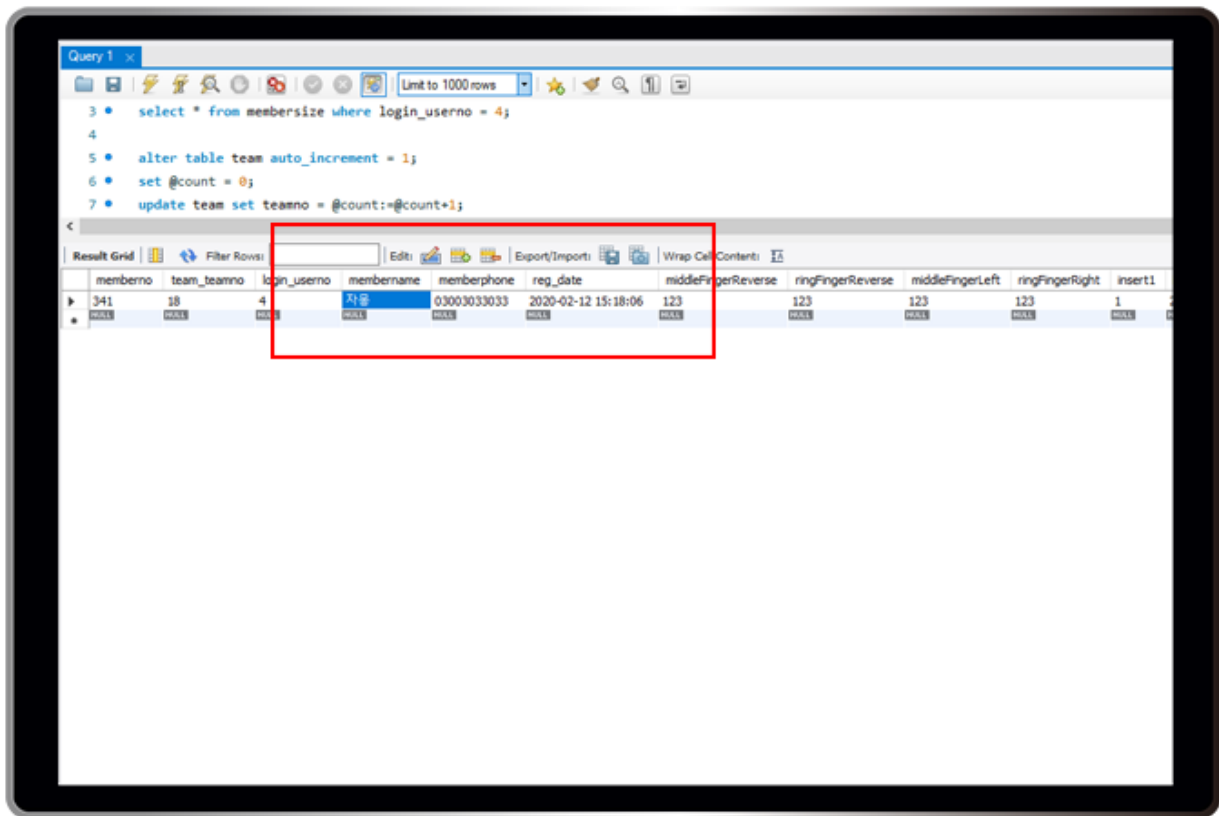 Query 1
Limit to 1000 rows
3 select * from membersize where login_userno = 4;
4
5 alter table team auto_increment = 1;
6 set @count = 0;
7 update team set teamno = @count:=@count+1;
Result Grid Filter Rows: Edit: Export/Import: Wrap Cell Content:
memberno team_teamno login_userno membername memberphone reg_date middleFingerReverse ringFingerReverse middleFingerLeft ringFingerRight insert1
341 18 4 03003033033 2020-02-12 15:18:06 123 123 123 123 1
NULL NULL NULL NULL NULL NULL NULL NULL NULL NULL NULL